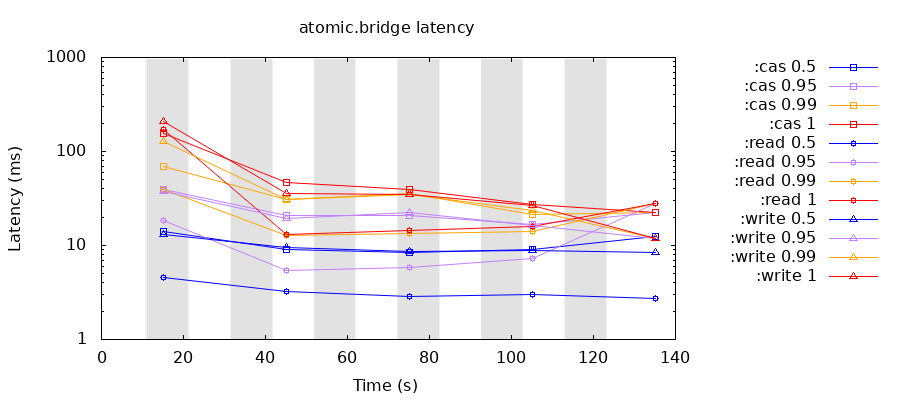 atomic.bridge latency
1000
100
10
1
Latency (ms)
0 20 40 60 80 100 120 140
Time (s)
:cas 0.5
:cas 0.95
:cas 0.99
:cas 1
:read 0.5
:read 0.95
:read 0.99
:read 1
:write 0.5
:write 0.95
:write 0.99
:write 1